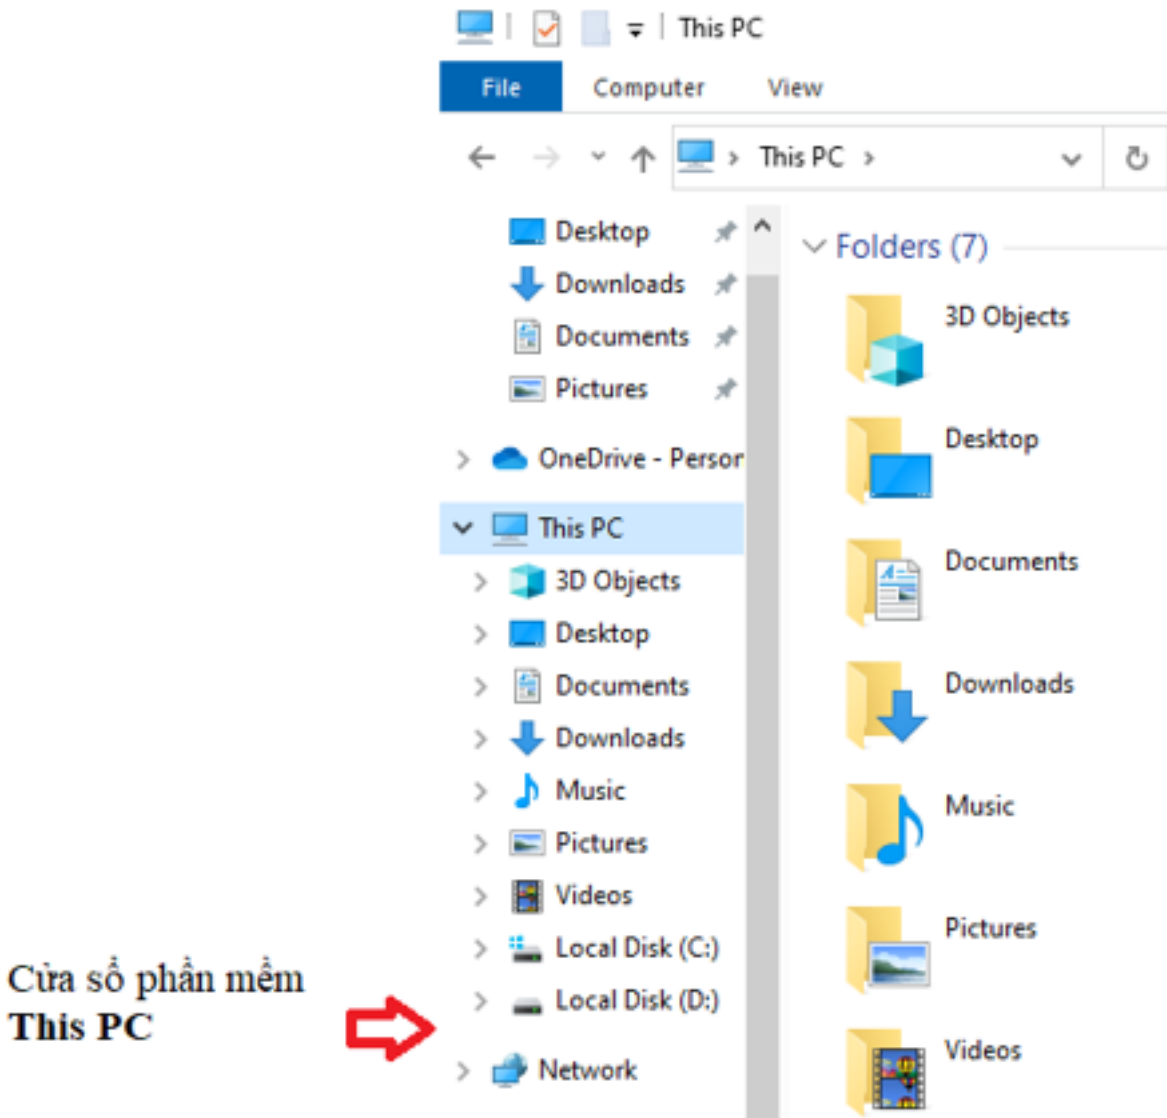 This PC
File Computer View
This PC
Desktop
Downloads
Documents
Pictures
OneDrive - Person
This PC
3D Objects
Desktop
Documents
Downloads
Music
Pictures
Videos
Local Disk (C:)
Local Disk (D:)
Network
Folders (7)
3D Objects
Desktop
Documents
Downloads
Music
Pictures
Videos
Cửa sổ phần mềm
This PC